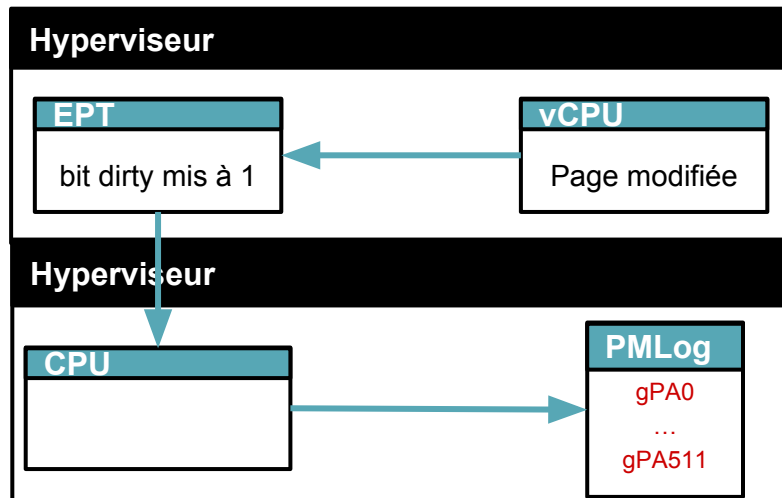 Hyperviseur
EPT
vCPU
bit dirty mis à 1
Page modifiée
Hyperviseur
CPU
PMLog
gPA0
...
gPA511